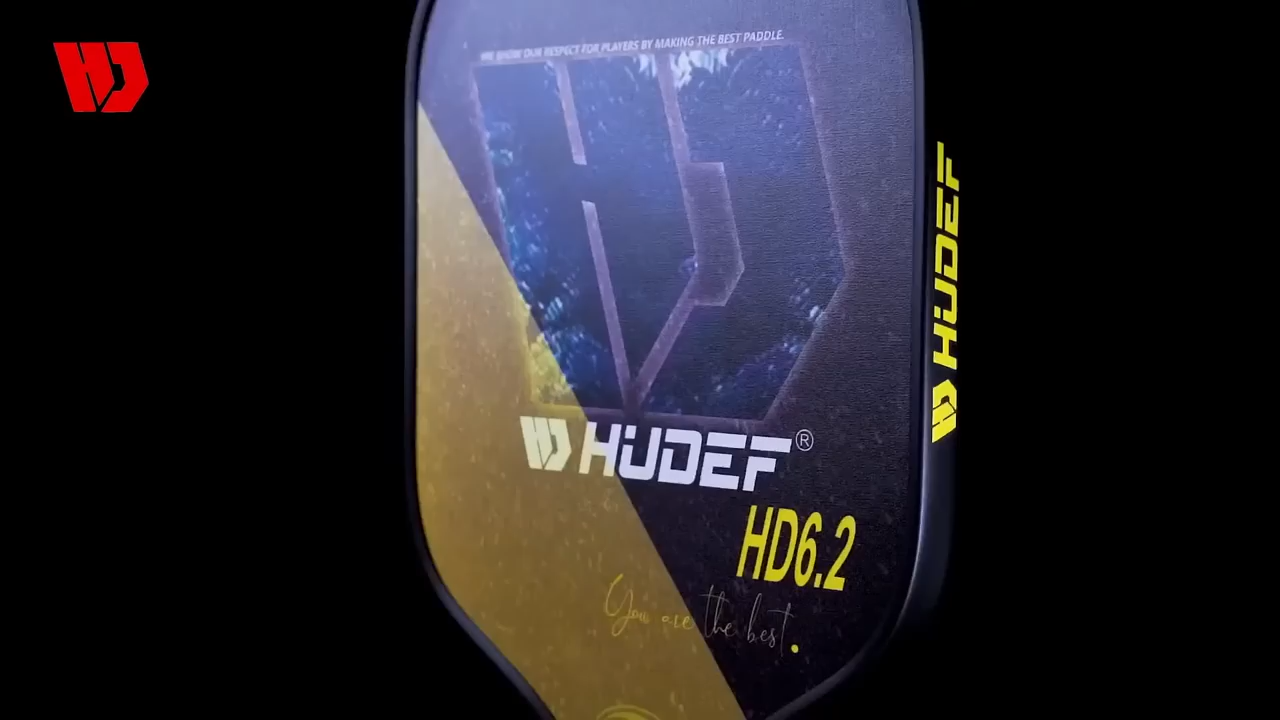 WE SHOW OUR RESPECT FOR PLAYERS BY MAKING THE BEST PADDLE.
HUDEF®
HD6.2
You are the best.
HUDEF